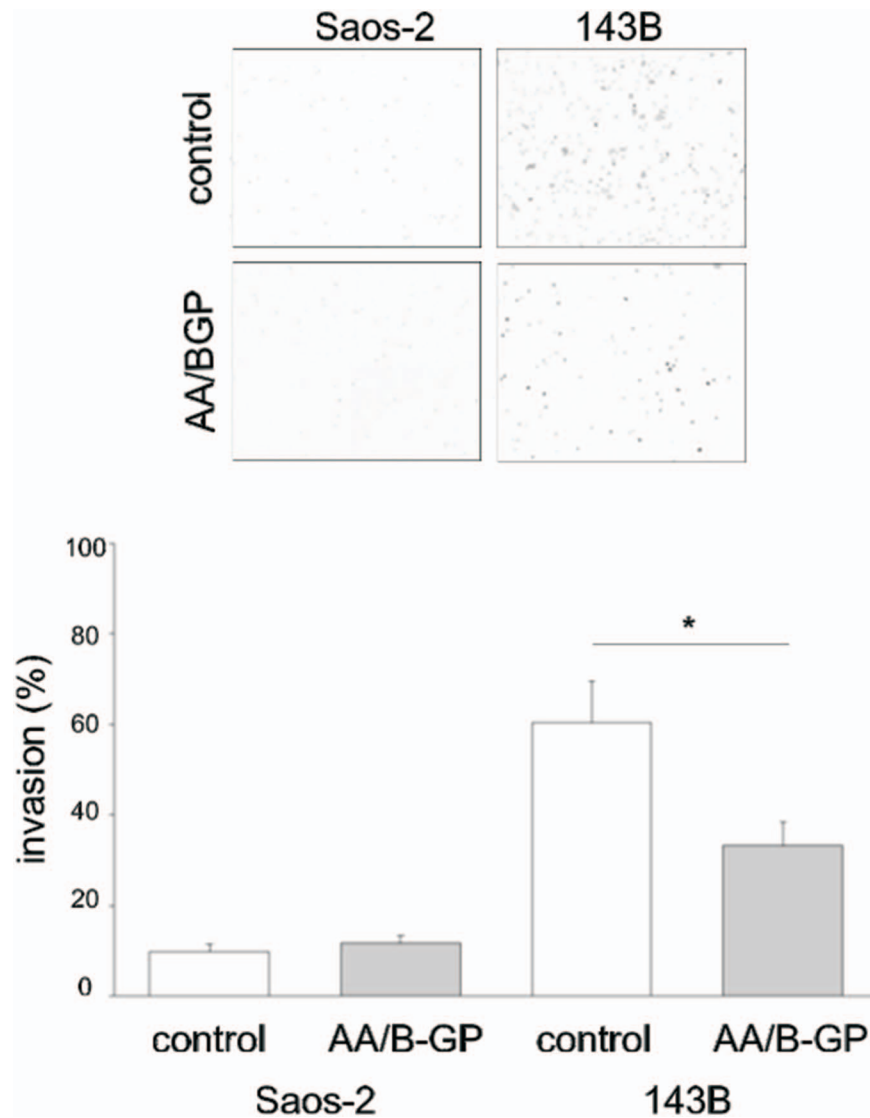 Saos-2 143B
control
AA/BGP
100
80
60
40
20
0
invasion (%)
*
control AA/B-GP control AA/B-GP
Saos-2 143B